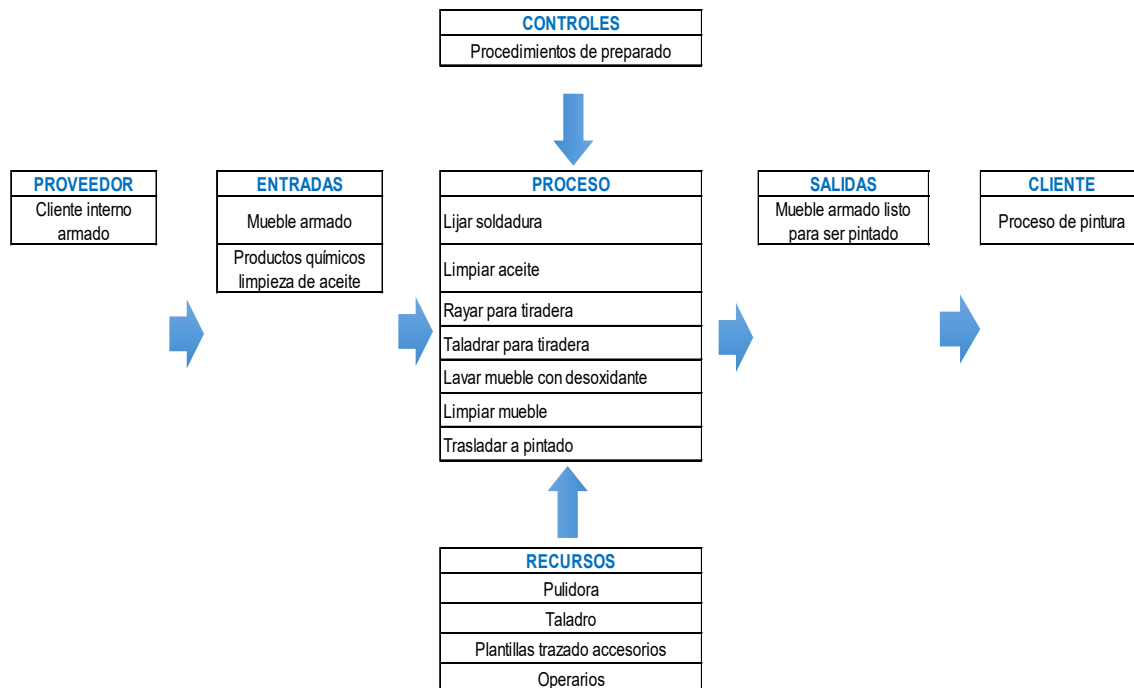 CONTROLES
Procedimientos de preparado
PROVEEDOR
Cliente interno
armado
ENTRADAS
Mueble armado
Productos químicos
limpieza de aceite
PROCESO
Lijar soldadura
Limpiar aceite
Rayar para tiradera
Taladrar para tiradera
Lavar mueble con desoxidante
Limpiar mueble
Trasladar a pintado
SALIDAS
Mueble armado listo
para ser pintado
CLIENTE
Proceso de pintura
RECURSOS
Pulidora
Taladro
Plantillas trazado accesorios
Operarios